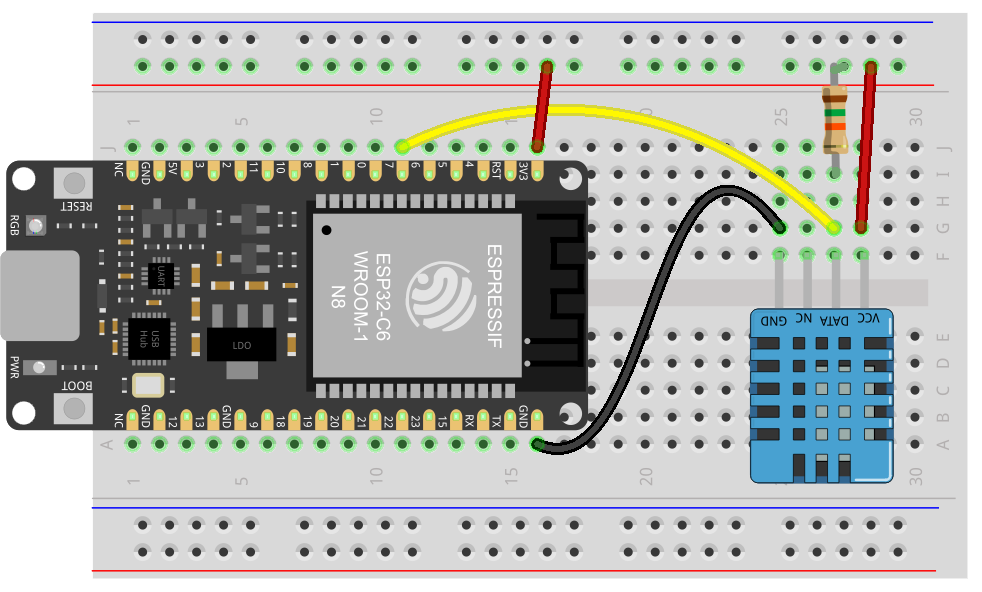 1 5 10 20 25 30
J J
I
H
G
F
E
D
C
B
A A
1 5 10 15 20 30
NC GND 5V 3 2 11 10 8 1 0 7 6 5 4 RST 3V3
RESET
RGB
UART
USB
Hub
LDO
ESPRESSIF
ESP32-C6
WROOM-1
N8
PWR
BOOT
NC GND 12 13 GND 9 18 19 20 21 22 23 15 RX TX GND
GND NC DATA VCC